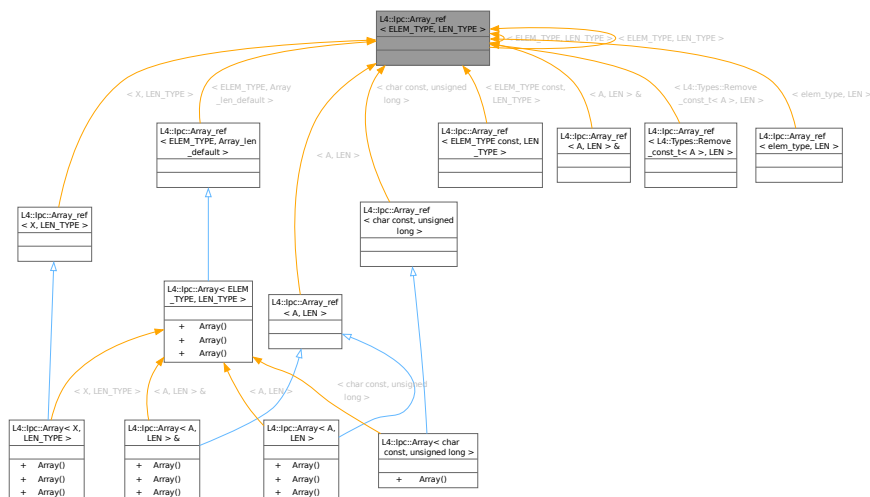 L4::Ipc::Array_ref
< ELEM_TYPE, LEN_TYPE >
< ELEM_TYPE, LEN_TYPE >
< ELEM_TYPE, LEN_TYPE >
< X, LEN_TYPE >
< ELEM_TYPE, Array
_len_default >
< char const, unsigned
long >
< ELEM_TYPE const,
LEN_TYPE >
< A, LEN > &
< L4::Types::Remove
_const_t< A >, LEN >
< elem_type, LEN >
L4::Ipc::Array_ref
< ELEM_TYPE, Array_len
_default >
< A, LEN >
L4::Ipc::Array_ref
< ELEM_TYPE const, LEN
_TYPE >
L4::Ipc::Array_ref
< A, LEN > &
L4::Ipc::Array_ref
< L4::Types::Remove
_const_t< A >, LEN >
L4::Ipc::Array_ref
< elem_type, LEN >
L4::Ipc::Array_ref
< X, LEN_TYPE >
L4::Ipc::Array_ref
< char const, unsigned
long >
L4::Ipc::Array< ELEM
_TYPE, LEN_TYPE >
+ Array()
+ Array()
+ Array()
L4::Ipc::Array_ref
< A, LEN >
< X, LEN_TYPE >
< A, LEN > &
< A, LEN >
< char const, unsigned
long >
L4::Ipc::Array< X,
LEN_TYPE >
+ Array()
+ Array()
+ Array()
L4::Ipc::Array< A,
LEN > &
+ Array()
+ Array()
+ Array()
L4::Ipc::Array< A,
LEN >
+ Array()
+ Array()
+ Array()
L4::Ipc::Array< char
const, unsigned long >
+ Array()